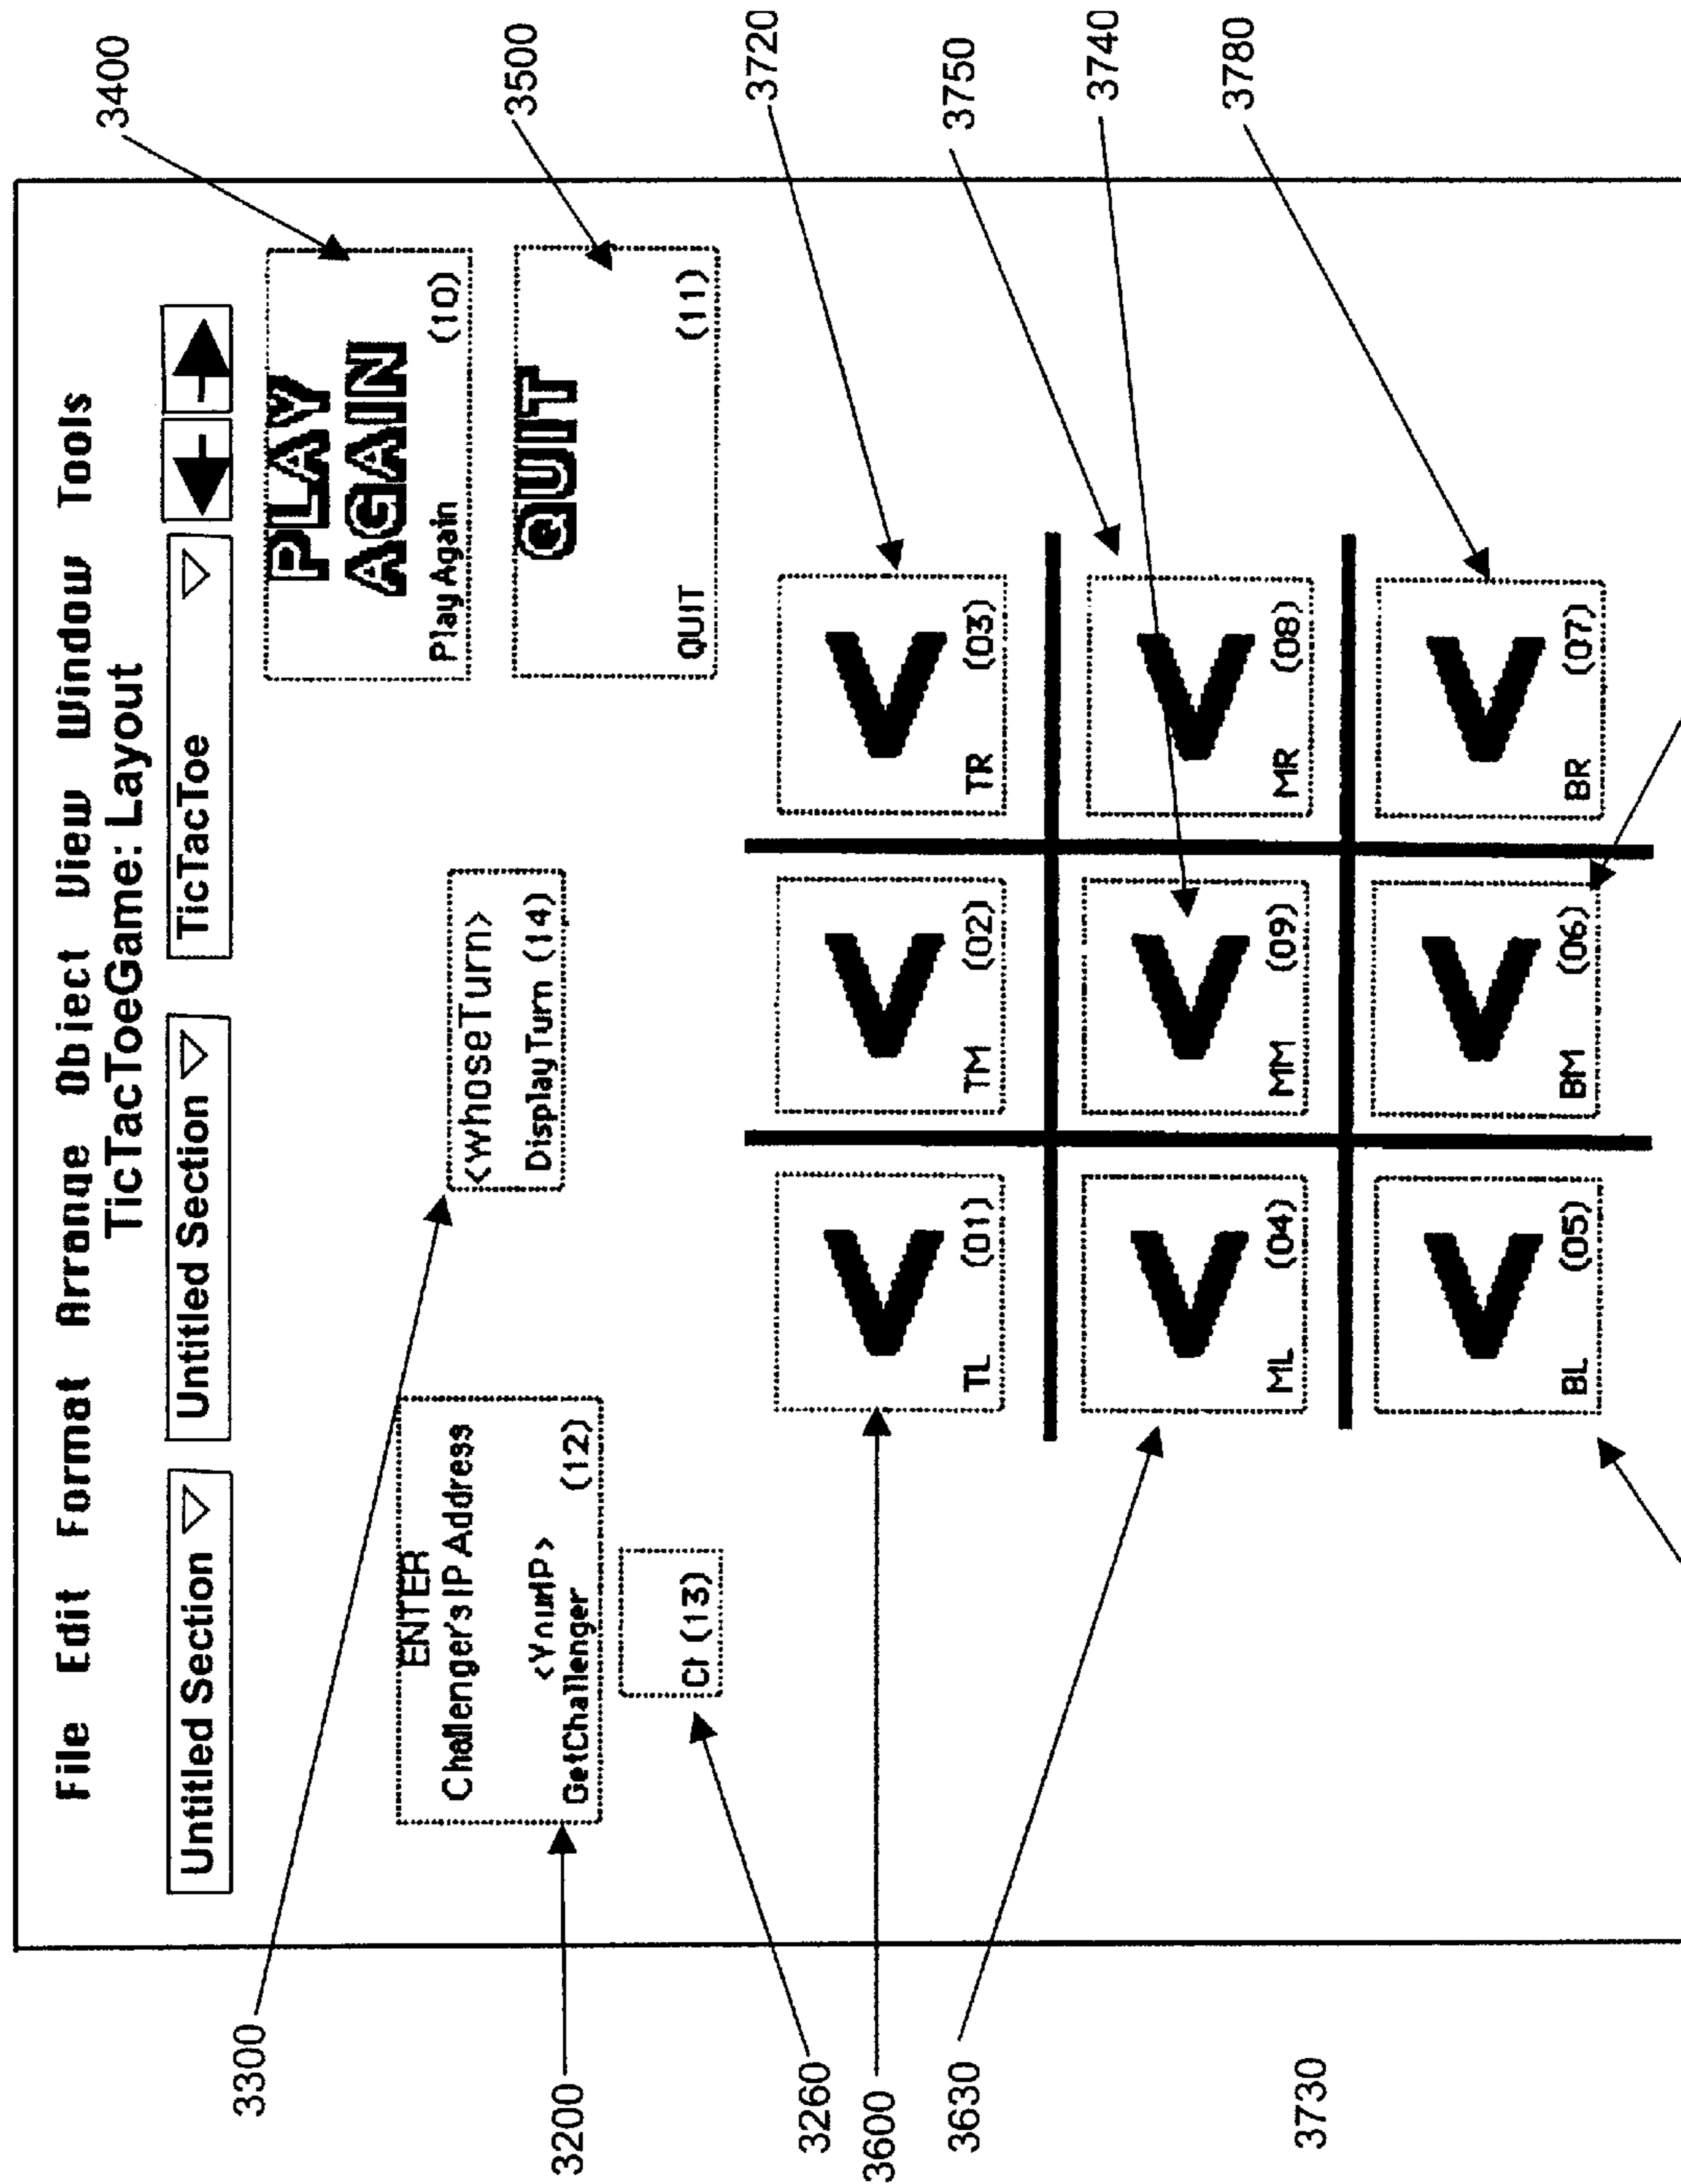 File Edit Format Arrange Object View Window Tools
TicTacToeGame: Layout
Untitled Section
Untitled Section
TicTacToe
3400
PLAY
AGAIN
Play Again (10)
3500
QUIT
QUIT (11)
3300
<whoseTurn>
DisplayTurn (14)
3200
ENTER
Challenger's IP Address
GetChallenger (12)
3260
(13)
3600
V
TL (01)
V
TM (02)
V
TR (03)
3720
3750
3630
V
ML (04)
V
MM (09)
V
MR (08)
3740
3730
V
BL (05)
V
BM (06)
V
BR (07)
3780